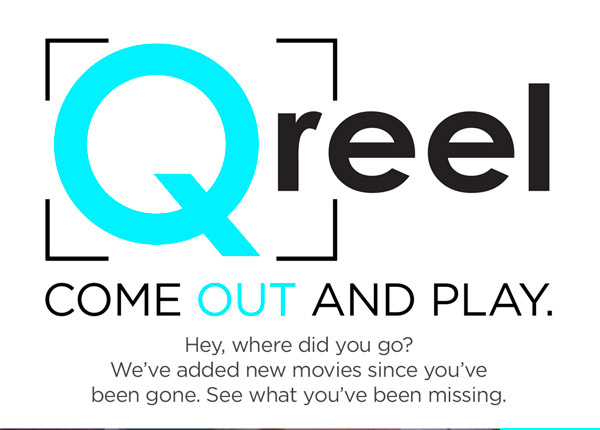 Qreel
COME OUT AND PLAY.
Hey, where did you go?
We’ve added new movies since you’ve
been gone. See what you’ve been missing.